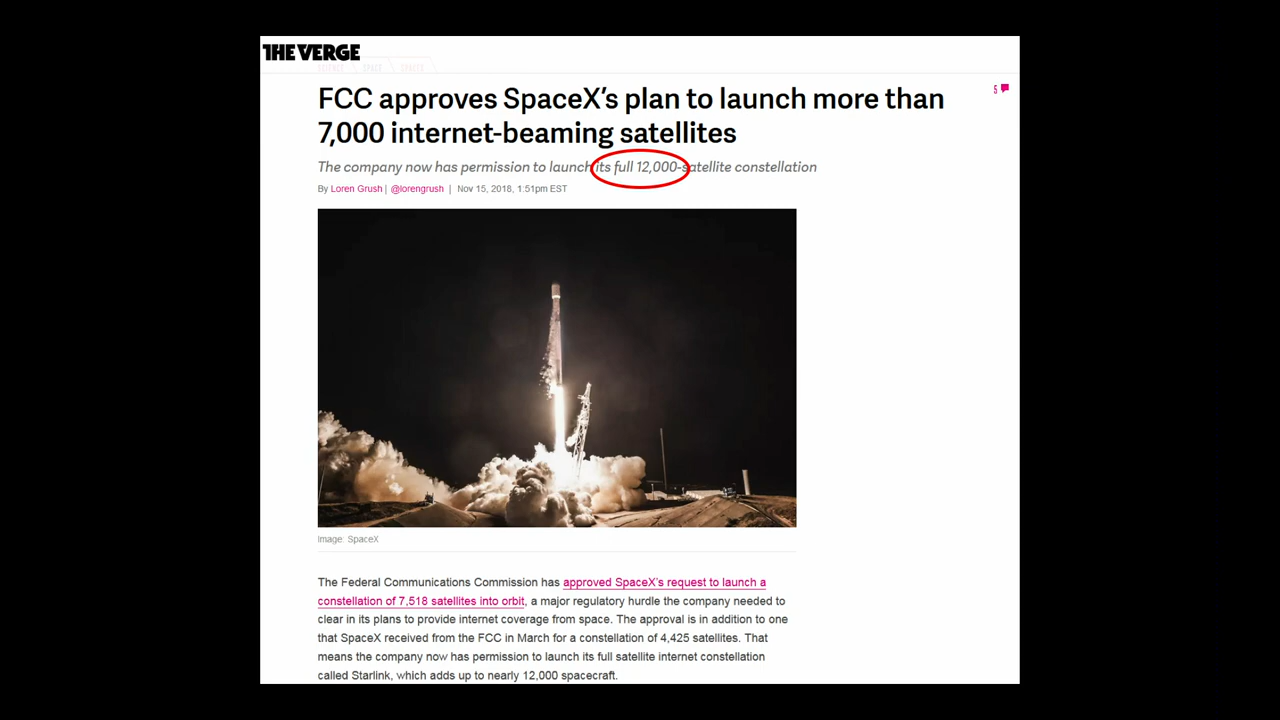 THE VERGE
SCIENCE SPACE SPACEX
FCC approves SpaceX’s plan to launch more than
5
7,000 internet-beaming satellites
The company now has permission to launch its full 12,000-satellite constellation
By Loren Grush | @lorengrush | Nov 15, 2018, 1:51pm EST
Image: SpaceX
The Federal Communications Commission has approved SpaceX’s request to launch a
constellation of 7,518 satellites into orbit, a major regulatory hurdle the company needed to
clear in its plans to provide internet coverage from space. The approval is in addition to one
that SpaceX received from the FCC in March for a constellation of 4,425 satellites. That
means the company now has permission to launch its full satellite internet constellation
called Starlink, which adds up to nearly 12,000 spacecraft.